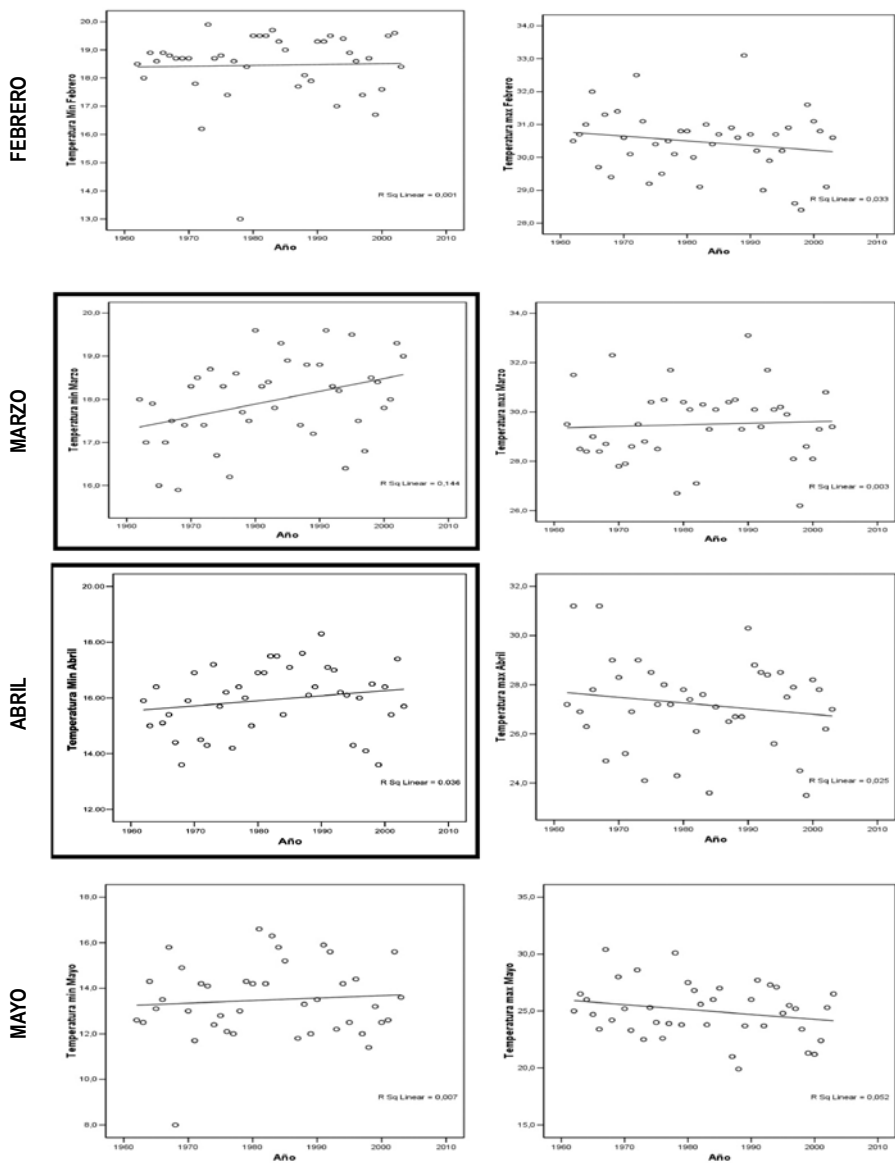 FEBRERO
Temperatura Min Febrero
20,0
19,0
18,0
17,0
16,0
15,0
14,0
13,0
R Sq Linear = 0,001
1960 1970 1980 1990 2000 2010
Año
Temperatura max Febrero
34,0
33,0
32,0
31,0
30,0
29,0
28,0
R Sq Linear = 0,033
1960 1970 1980 1990 2000 2010
Año
MARZO
Temperatura min Marzo
20,0
19,0
18,0
17,0
16,0
R Sq Linear = 0,144
1960 1970 1980 1990 2000 2010
Año
Temperatura max Marzo
34,0
32,0
30,0
28,0
26,0
R Sq Linear = 0,003
1960 1970 1980 1990 2000 2010
Año
ABRIL
Temperatura Min Abril
20.00
18.00
16.00
14.00
12.00
R Sq Linear = 0.036
1960 1970 1980 1990 2000 2010
Año
Temperatura max Abril
32,0
30,0
28,0
26,0
24,0
R Sq Linear = 0,025
1960 1970 1980 1990 2000 2010
Año
MAYO
Temperatura min Mayo
18,0
16,0
14,0
12,0
10,0
8,0
R Sq Linear = 0,007
1960 1970 1980 1990 2000 2010
Año
Temperatura max Mayo
35,0
30,0
25,0
20,0
15,0
R Sq Linear = 0,052
1960 1970 1980 1990 2000 2010
Año